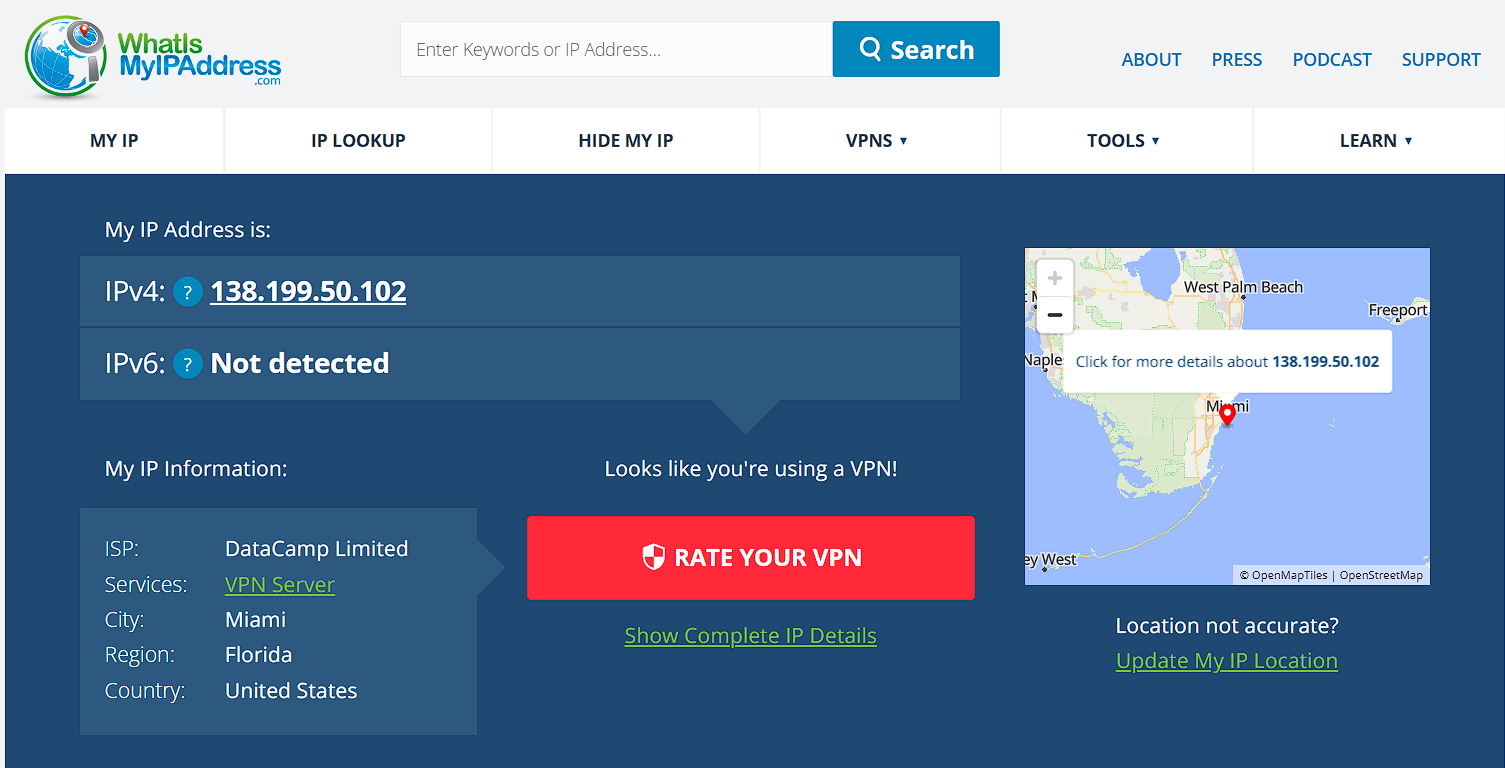 WhatIs
MyIPAddress
.com
Enter Keywords or IP Address...
Search
ABOUT PRESS PODCAST SUPPORT
MY IP IP LOOKUP HIDE MY IP VPNS ▾ TOOLS ▾ LEARN ▾
My IP Address is:
IPv4: ? 138.199.50.102
IPv6: ? Not detected
My IP Information:
ISP: DataCamp Limited
Services: VPN Server
City: Miami
Region: Florida
Country: United States
Looks like you're using a VPN!
RATE YOUR VPN
Show Complete IP Details
+
−
West Palm Beach
Freeport
Naple
Click for more details about 138.199.50.102
Miami
ey West
© OpenMapTiles | OpenStreetMap
Location not accurate?
Update My IP Location